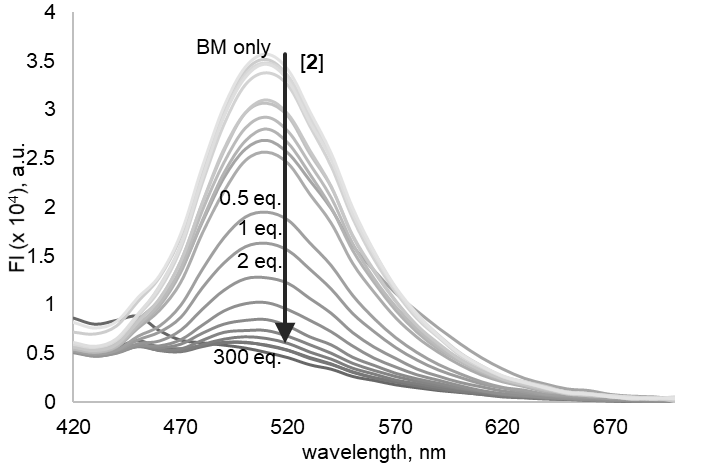 4
3.5
3
2.5
2
1.5
1
0.5
0
FI (x 10⁴), a.u.
BM only
[2]
0.5 eq.
1 eq.
2 eq.
300 eq.
420 470 520 570 620 670
wavelength, nm